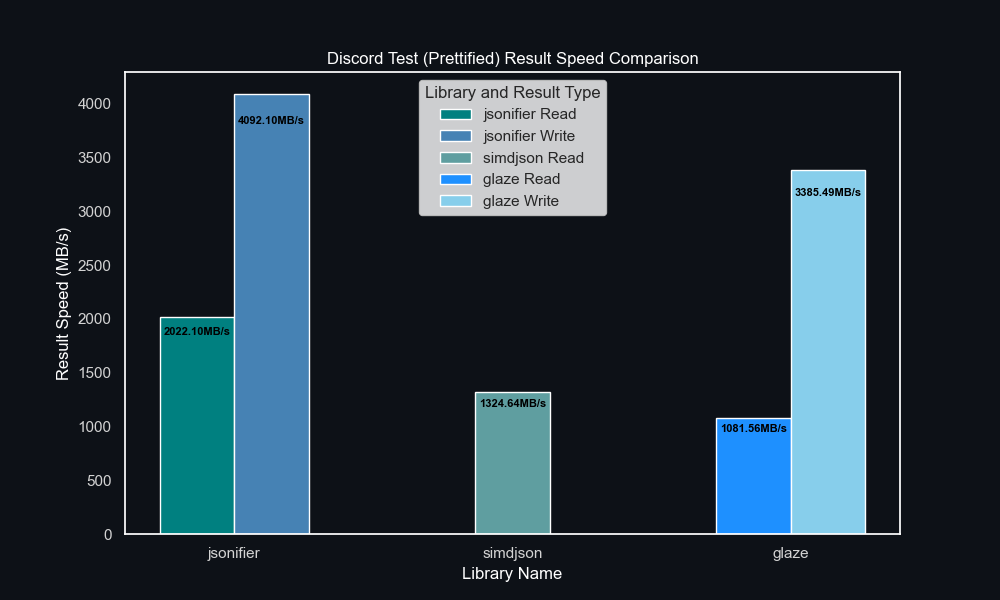 Discord Test (Prettified) Result Speed Comparison
Library and Result Type
jsonifier Read
jsonifier Write
simdjson Read
glaze Read
glaze Write
Result Speed (MB/s)
4000
3500
3000
2500
2000
1500
1000
500
0
4092.10MB/s
2022.10MB/s
1324.64MB/s
1081.56MB/s
3385.49MB/s
jsonifier
simdjson
glaze
Library Name